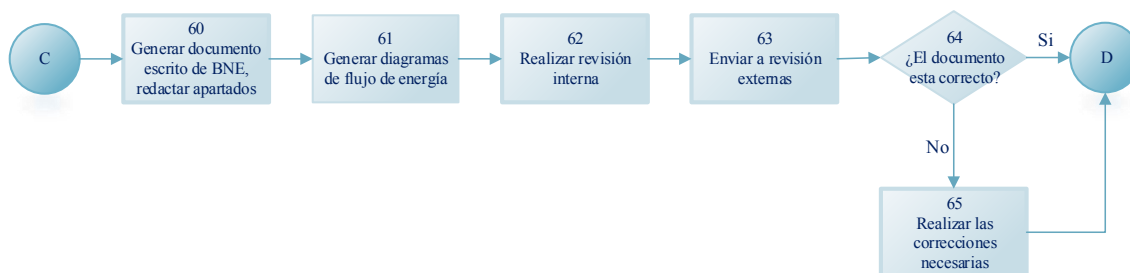 C
60
Generar documento
escrito de BNE,
redactar apartados
61
Generar diagramas
de flujo de energía
62
Realizar revisión
interna
63
Enviar a revisión
externas
64
¿El documento
esta correcto?
Si
D
No
65
Realizar las
correcciones
necesarias